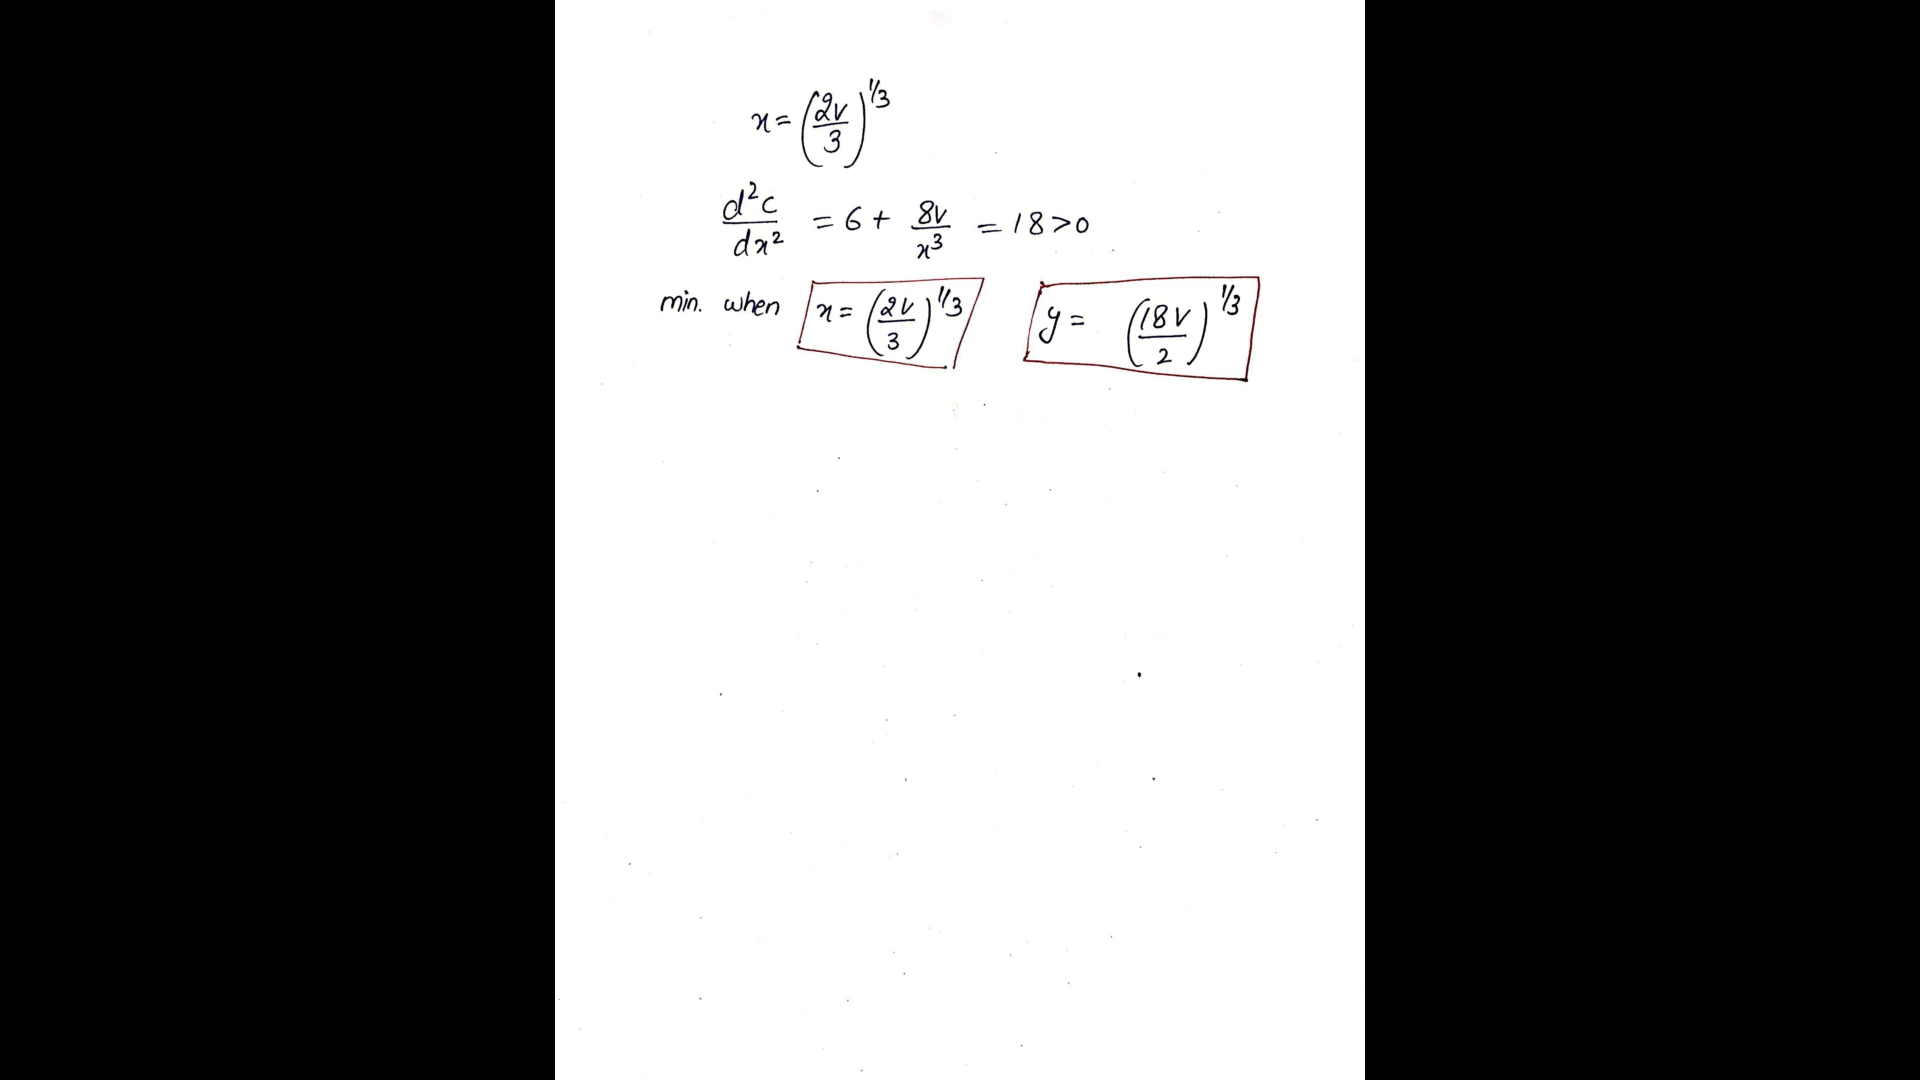 x = (2v/3)^1/3
d²c/dx² = 6 + 8v/x³ = 18 > 0
min. when x = (2v/3)^1/3 y = (18v/2)^1/3